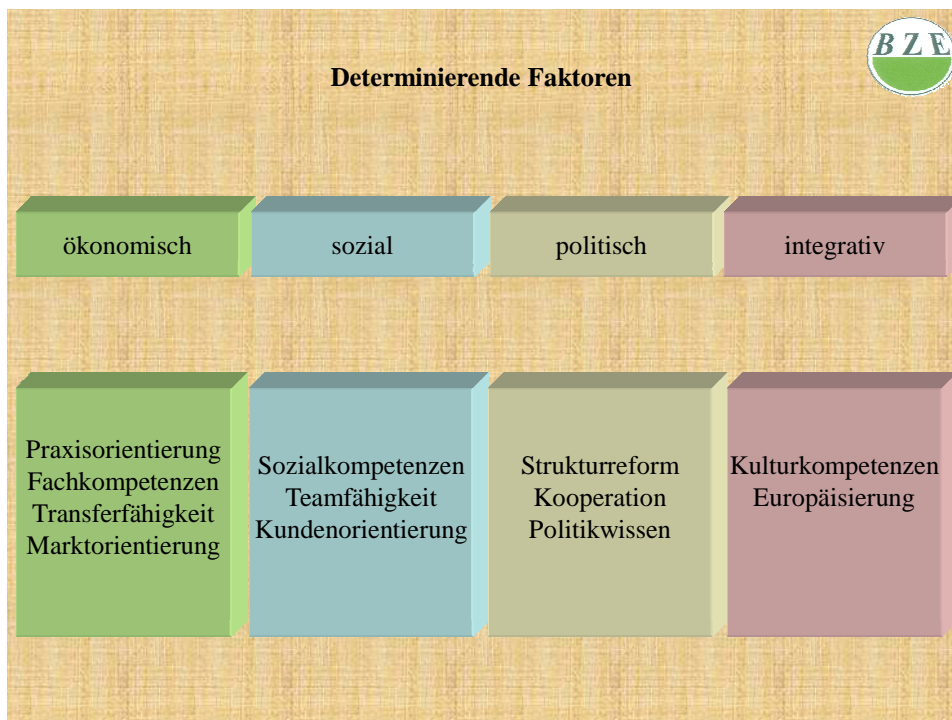 BZE
Determinierende Faktoren
ökonomisch
sozial
politisch
integrativ
Praxisorientierung
Fachkompetenzen
Transferfähigkeit
Marktorientierung
Sozialkompetenzen
Teamfähigkeit
Kundenorientierung
Strukturreform
Kooperation
Politikwissen
Kulturkompetenzen
Europäisierung